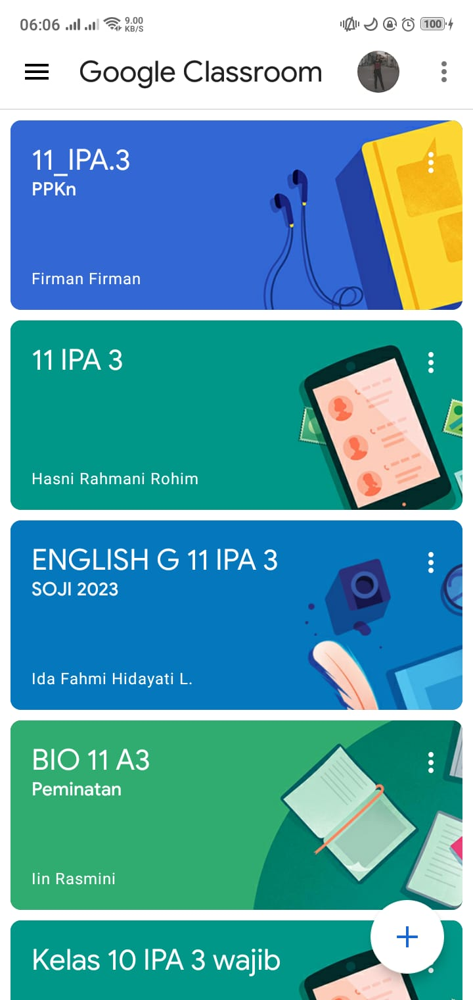 06:06 9.00 KB/S 100
Google Classroom
11_IPA.3
PPKn
Firman Firman
11 IPA 3
Hasni Rahmani Rohim
ENGLISH G 11 IPA 3
SOJI 2023
Ida Fahmi Hidayati L.
BIO 11 A3
Peminatan
Iin Rasmini
Kelas 10 IPA 3 wajib